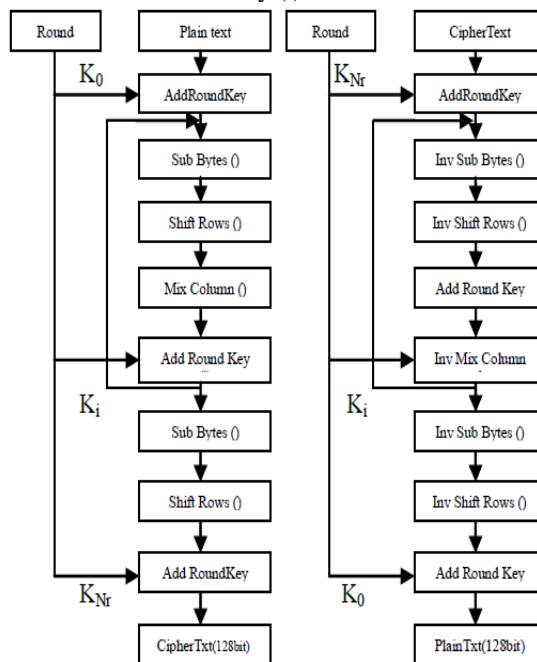 Round
Plain text
K0
AddRoundKey
Sub Bytes ()
Shift Rows ()
Mix Column ()
Add Round Key
Ki
Sub Bytes ()
Shift Rows ()
Add RoundKey
KNr
CipherTxt(128bit)
Round
CipherText
KNr
AddRoundKey
Inv Sub Bytes ()
Inv Shift Rows ()
Add Round Key
Inv Mix Column
Ki
Inv Sub Bytes ()
Inv Shift Rows ()
Add Round Key
K0
PlainTxt(128bit)